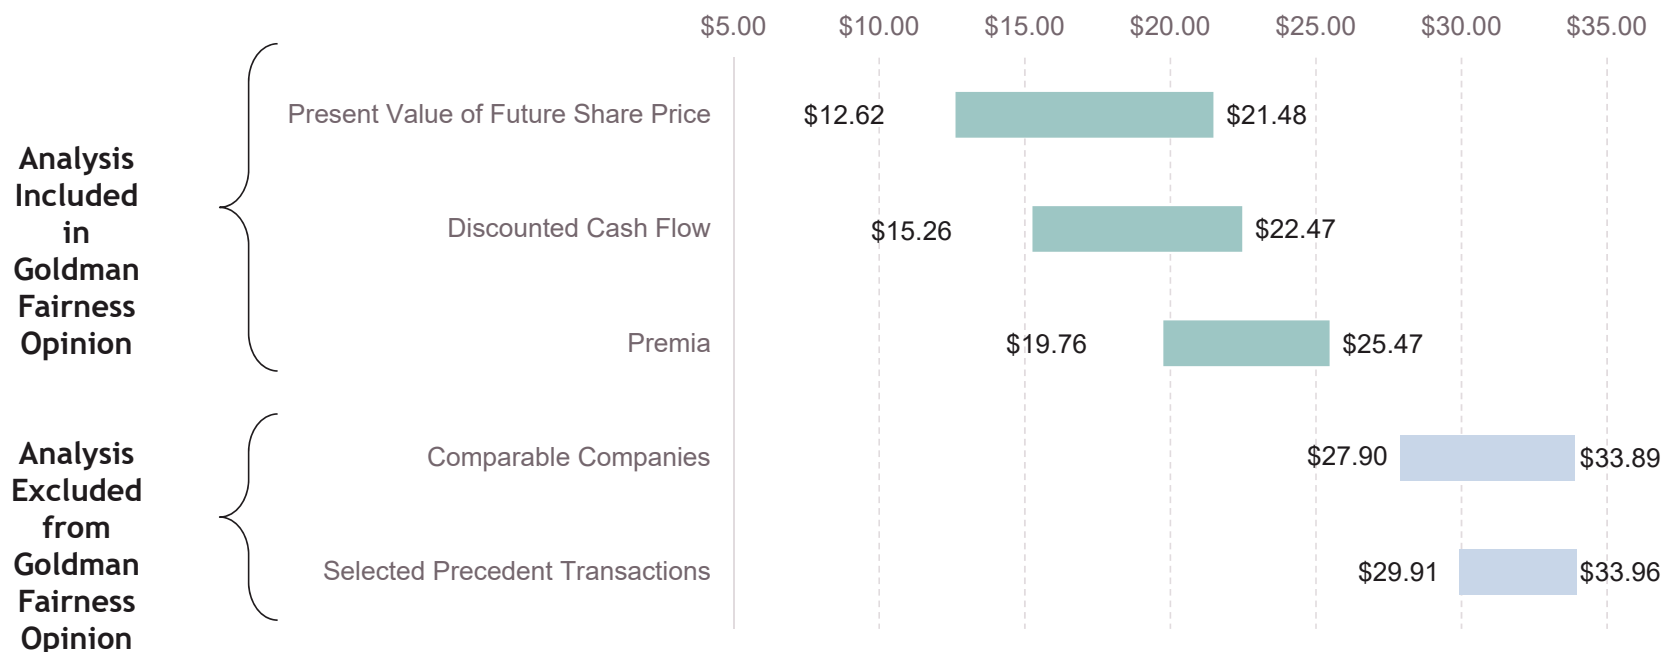 $5.00 $10.00 $15.00 $20.00 $25.00 $30.00 $35.00
Analysis
Included
in
Goldman
Fairness
Opinion
Present Value of Future Share Price $12.62 $21.48
Discounted Cash Flow $15.26 $22.47
Premia $19.76 $25.47
Analysis
Excluded
from
Goldman
Fairness
Opinion
Comparable Companies $27.90 $33.89
Selected Precedent Transactions $29.91 $33.96